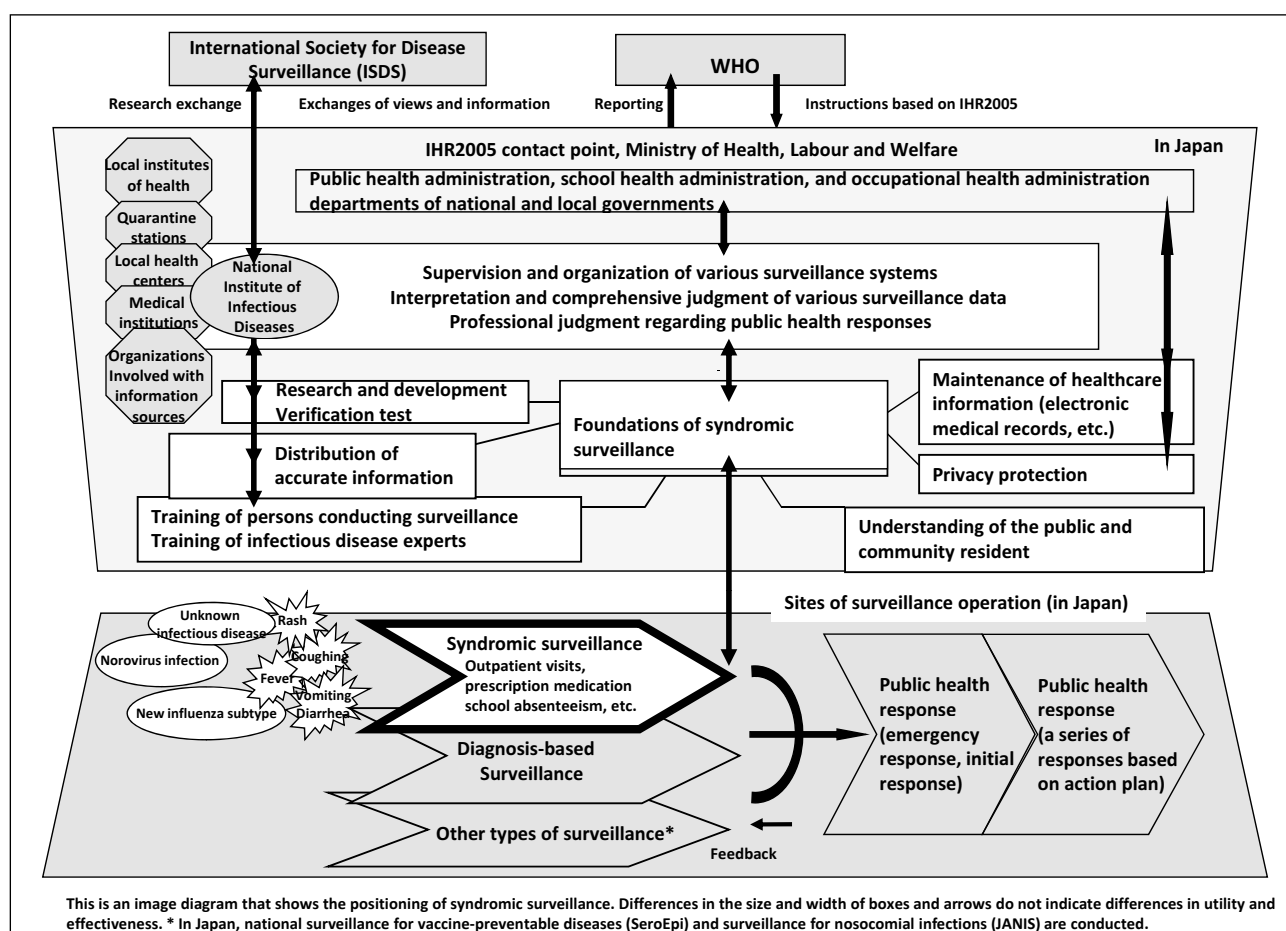 International Society for Disease
Surveillance (ISDS)
WHO
Research exchange
Exchanges of views and information
Reporting
Instructions based on IHR2005
In Japan
IHR2005 contact point, Ministry of Health, Labour and Welfare
Public health administration, school health administration, and occupational health administration
departments of national and local governments
Local institutes
of health
Quarantine
stations
Local health
centers
Medical
institutions
Organizations
Involved with
information
sources
National
Institute of
Infectious
Diseases
Supervision and organization of various surveillance systems
Interpretation and comprehensive judgment of various surveillance data
Professional judgment regarding public health responses
Research and development
Verification test
Distribution of
accurate information
Training of persons conducting surveillance
Training of infectious disease experts
Foundations of syndromic
surveillance
Maintenance of healthcare
information (electronic
medical records, etc.)
Privacy protection
Understanding of the public and
community resident
Sites of surveillance operation (in Japan)
Unknown
infectious disease
Rash
Norovirus infection
Coughing
Fever
Vomiting
Diarrhea
New influenza subtype
Syndromic surveillance
Outpatient visits,
prescription medication
school absenteeism, etc.
Diagnosis-based
Surveillance
Other types of surveillance*
Feedback
Public health
response
(emergency
response, initial
response)
Public health
response
(a series of
responses based
on action plan)
This is an image diagram that shows the positioning of syndromic surveillance. Differences in the size and width of boxes and arrows do not indicate differences in utility and
effectiveness. * In Japan, national surveillance for vaccine-preventable diseases (SeroEpi) and surveillance for nosocomial infections (JANIS) are conducted.